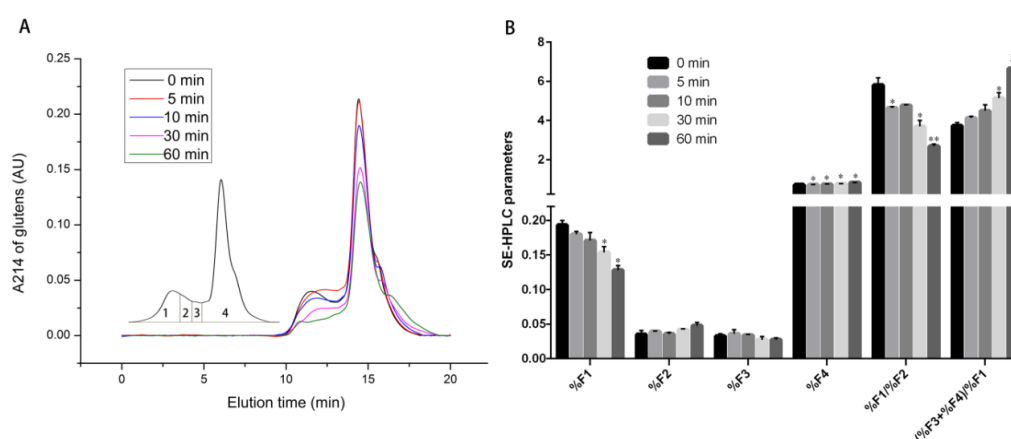 A
0.25
0.20
0.15
0.10
0.05
0.00
A214 of glutens (AU)
0 min
5 min
10 min
30 min
60 min
1 2 3 4
0 5 10 15 20
Elution time (min)
B
8
6
4
2
0.20
0.15
0.10
0.05
0.00
SE-HPLC parameters
0 min
5 min
10 min
30 min
60 min
* *
* * * *
* * **
*
%F1
%F2
%F3
%F4
%F1/%F2
(%F3+%F4)/%F1